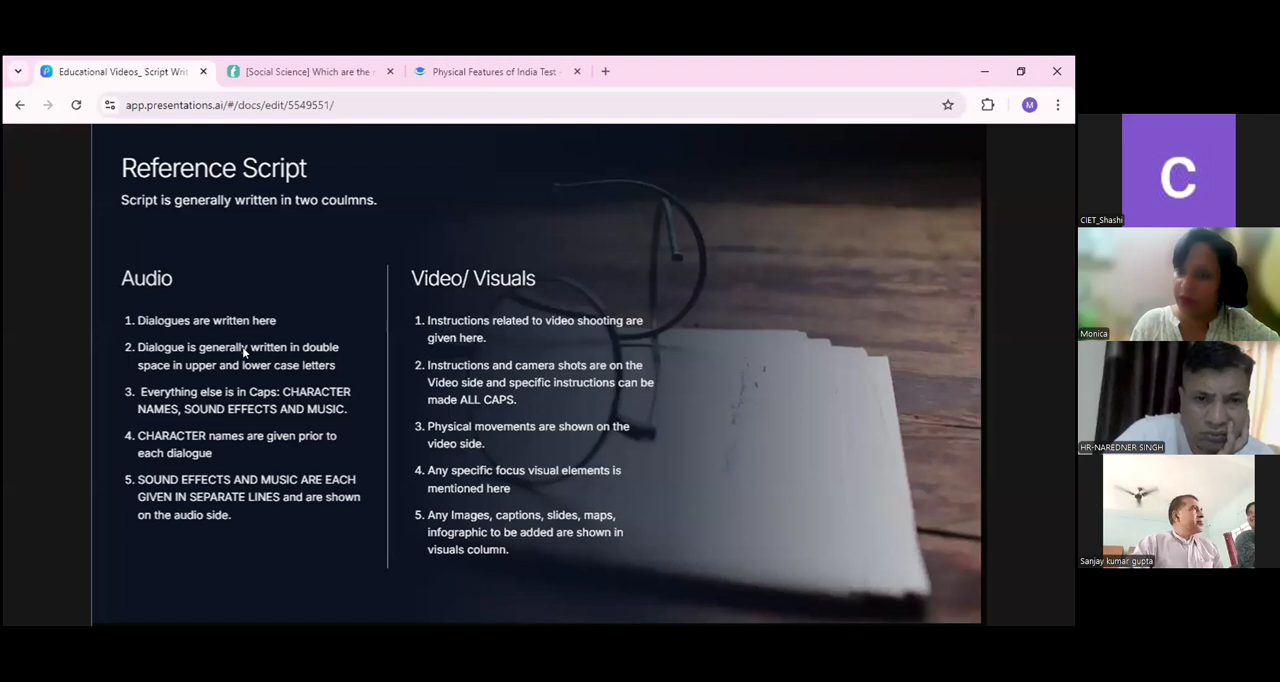 Educational Videos_ Script Wri
[Social Science] Which are the r
Physical Features of India Test -
app.presentations.ai/#/docs/edit/5549551/
M
Reference Script
Script is generally written in two coulmns.
Audio
1. Dialogues are written here
2. Dialogue is generally written in double
space in upper and lower case letters
3. Everything else is in Caps: CHARACTER
NAMES, SOUND EFFECTS AND MUSIC.
4. CHARACTER names are given prior to
each dialogue
5. SOUND EFFECTS AND MUSIC ARE EACH
GIVEN IN SEPARATE LINES and are shown
on the audio side.
Video/ Visuals
1. Instructions related to video shooting are
given here.
2. Instructions and camera shots are on the
Video side and specific instructions can be
made ALL CAPS.
3. Physical movements are shown on the
video side.
4. Any specific focus visual elements is
mentioned here
5. Any Images, captions, slides, maps,
infographic to be added are shown in
visuals column.
C
CIET_Shashi
Monica
HR-NAREDNER SINGH
Sanjay kumar gupta